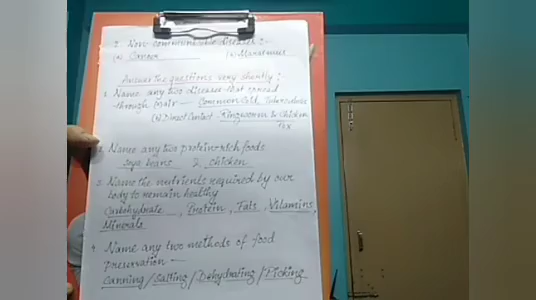 2. Non-communicable diseases :-
(a) Cancer (b) Marasmus
Answer the questions very shortly :-
1. Name any two diseases that spread
through (a) air — Common Cold, Tuberculosis
(b) Direct Contact Ringworm & Chicken
Pox
2. Name any two protein-rich foods
Soya beans & chicken
3. Name the nutrients required by our
body to remain healthy
Carbohydrate, Protein, Fats, Vitamins,
Minerals
4. Name any two methods of food
preservation —
Canning/Salting/Dehydrating/Picking